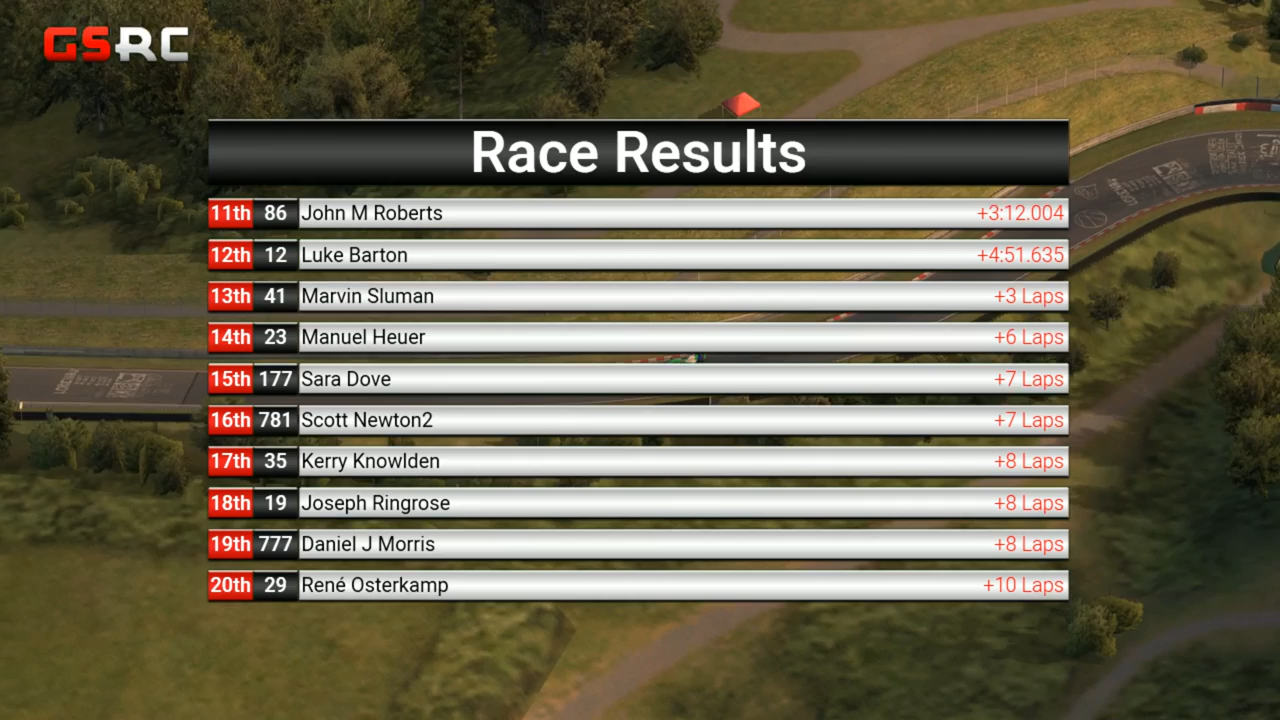 GSRC
Race Results
11th 86 John M Roberts +3:12.004
12th 12 Luke Barton +4:51.635
13th 41 Marvin Sluman +3 Laps
14th 23 Manuel Heuer +6 Laps
15th 177 Sara Dove +7 Laps
16th 781 Scott Newton2 +7 Laps
17th 35 Kerry Knowlden +8 Laps
18th 19 Joseph Ringrose +8 Laps
19th 777 Daniel J Morris +8 Laps
20th 29 René Osterkamp +10 Laps